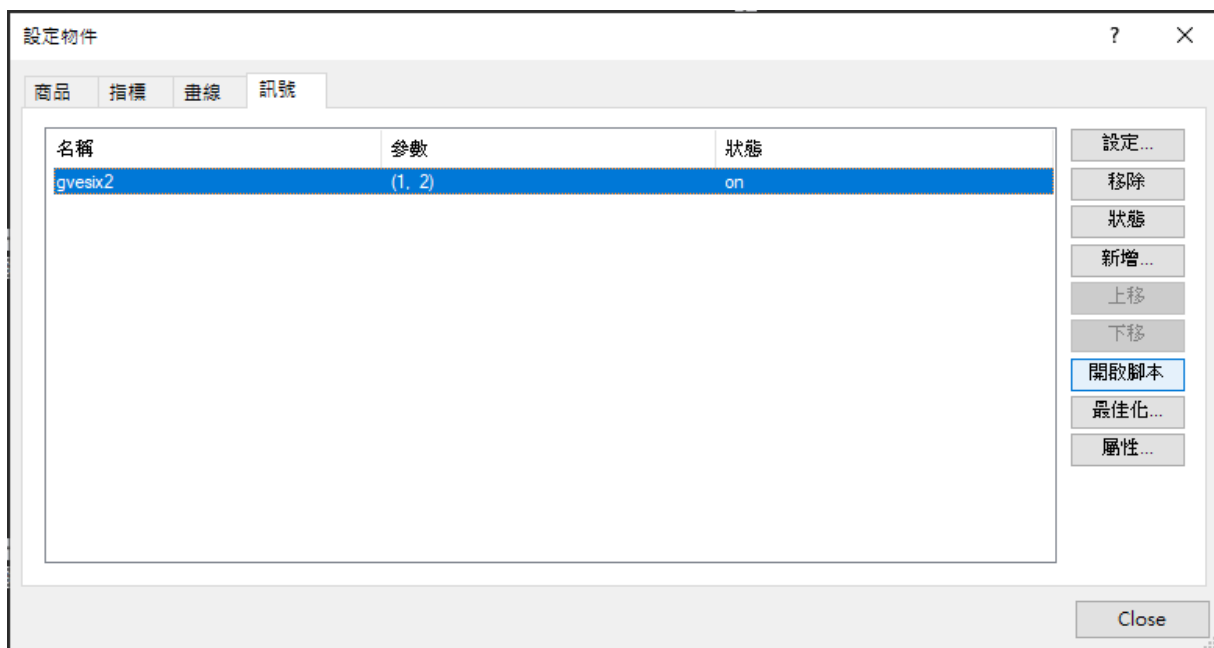 設定物件 ? ×
商品 指標 畫線 訊號
名稱 參數 狀態
gvesix2 (1, 2) on
設定...
移除
狀態
新增...
上移
下移
開啟腳本
最佳化...
屬性...
Close